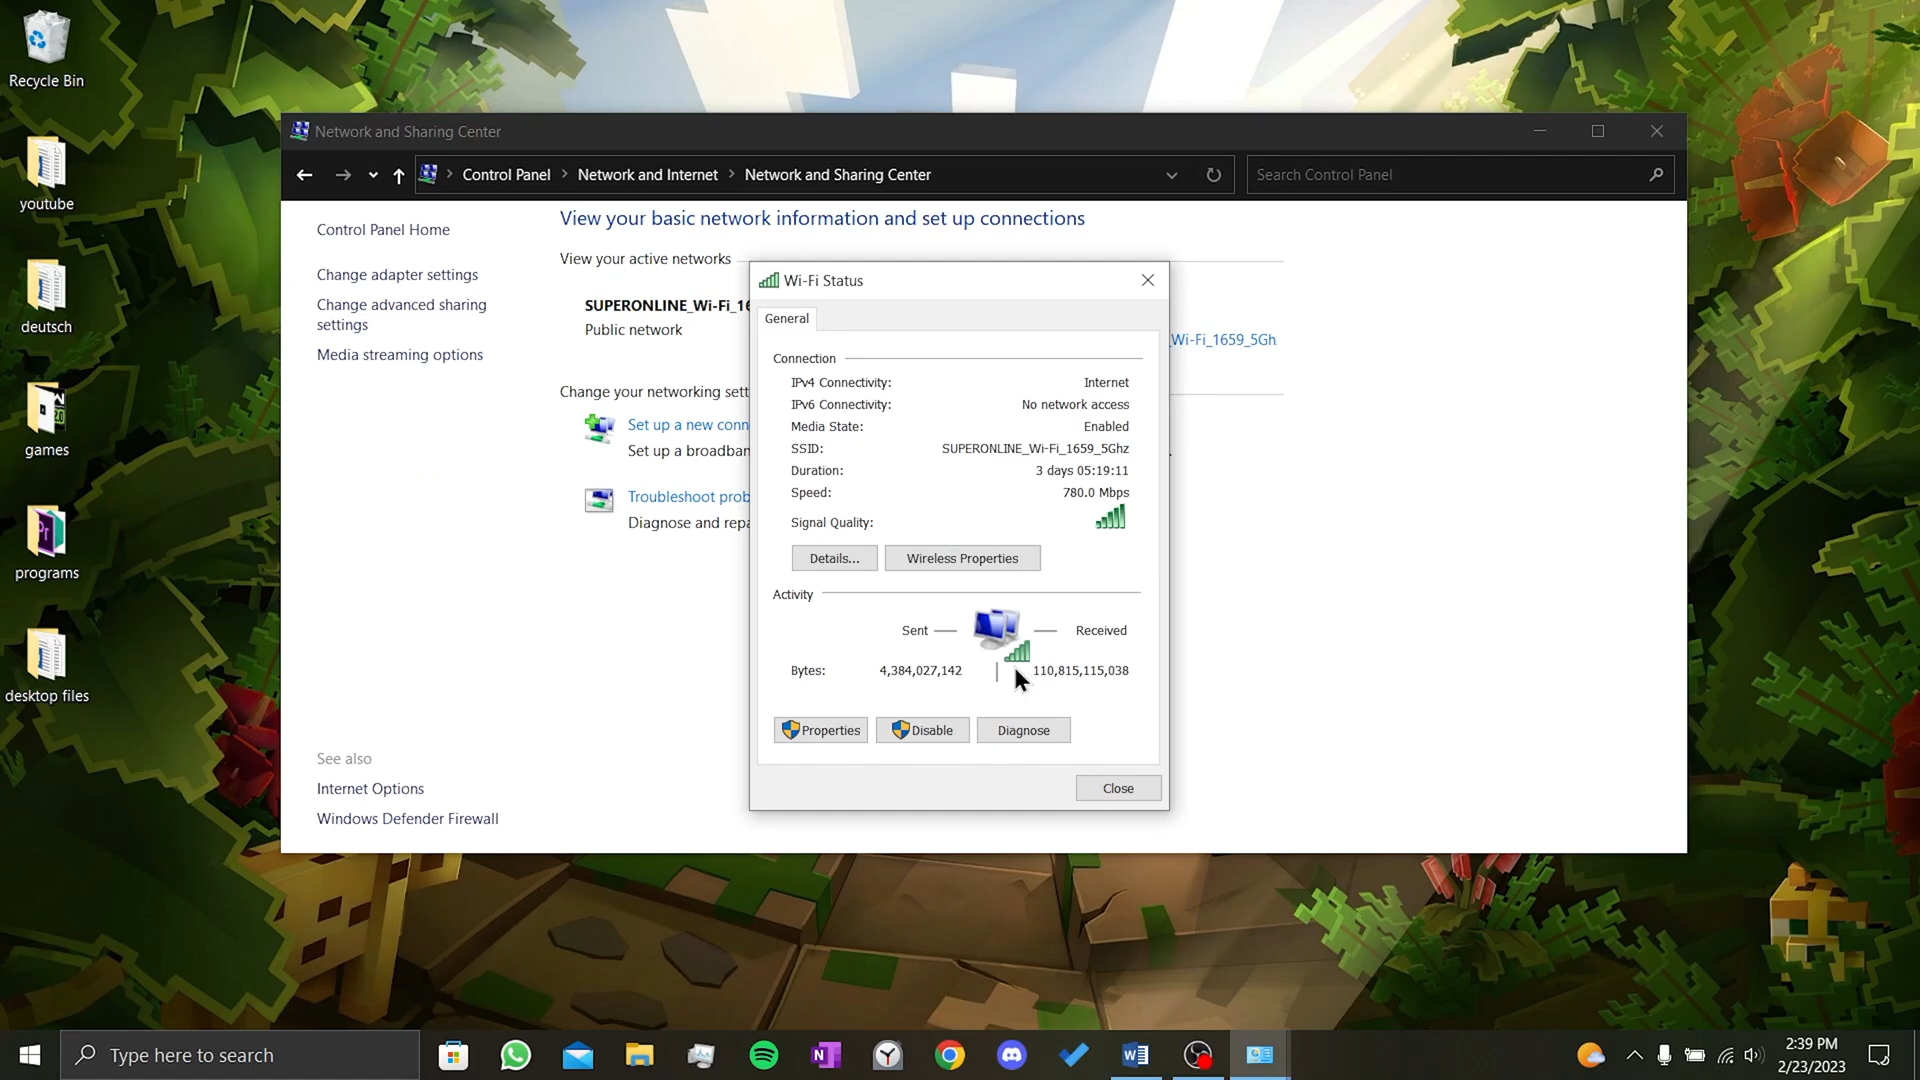 Recycle Bin
youtube
deutsch
games
programs
desktop files
Network and Sharing Center
Control Panel > Network and Internet > Network and Sharing Center
Search Control Panel
Control Panel Home
Change adapter settings
Change advanced sharing
settings
Media streaming options
See also
Internet Options
Windows Defender Firewall
View your basic network information and set up connections
View your active networks
SUPERONLINE_Wi-Fi_16
Public network
_Wi-Fi_1659_5Gh
Change your networking sett
Set up a new conn
Set up a broadban
Troubleshoot prob
Diagnose and repa
Wi-Fi Status
General
Connection
IPv4 Connectivity: Internet
IPv6 Connectivity: No network access
Media State: Enabled
SSID: SUPERONLINE_Wi-Fi_1659_5Ghz
Duration: 3 days 05:19:11
Speed: 780.0 Mbps
Signal Quality:
Details... Wireless Properties
Activity
Sent — Received
Bytes: 4,384,027,142 | 110,815,115,038
Properties Disable Diagnose
Close
Type here to search
2:39 PM
2/23/2023